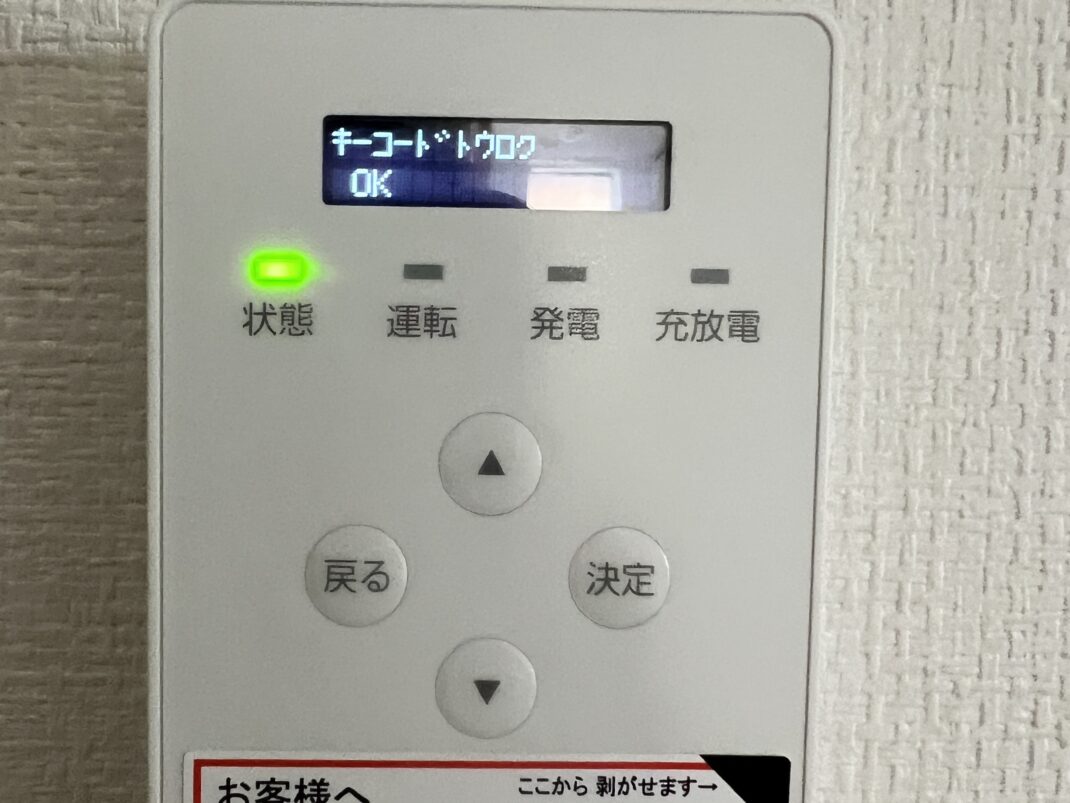 キーコードトウロク
OK
状態 運転 発電 充放電
▲
戻る 決定
▼
お客様へ ここから 剥がせます→